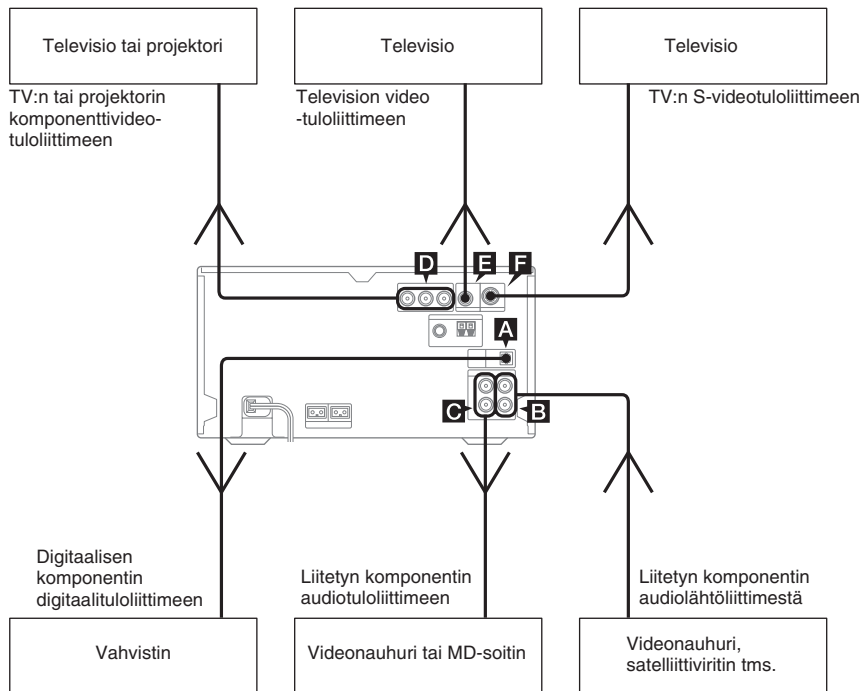 Televisio tai projektori
Televisio
Televisio
TV:n tai projektorin
komponenttivideo-
tuloliittimeen
Television video
-tuloliittimeen
TV:n S-videotuloliittimeen
D
E
F
A
C
B
Digitaalisen
komponentin
digitaalituloliittimeen
Liitetyn komponentin
audiotuloliittimeen
Liitetyn komponentin
audiolähtöliittimestä
Vahvistin
Videonauhuri tai MD-soitin
Videonauhuri,
satelliittiviritin tms.